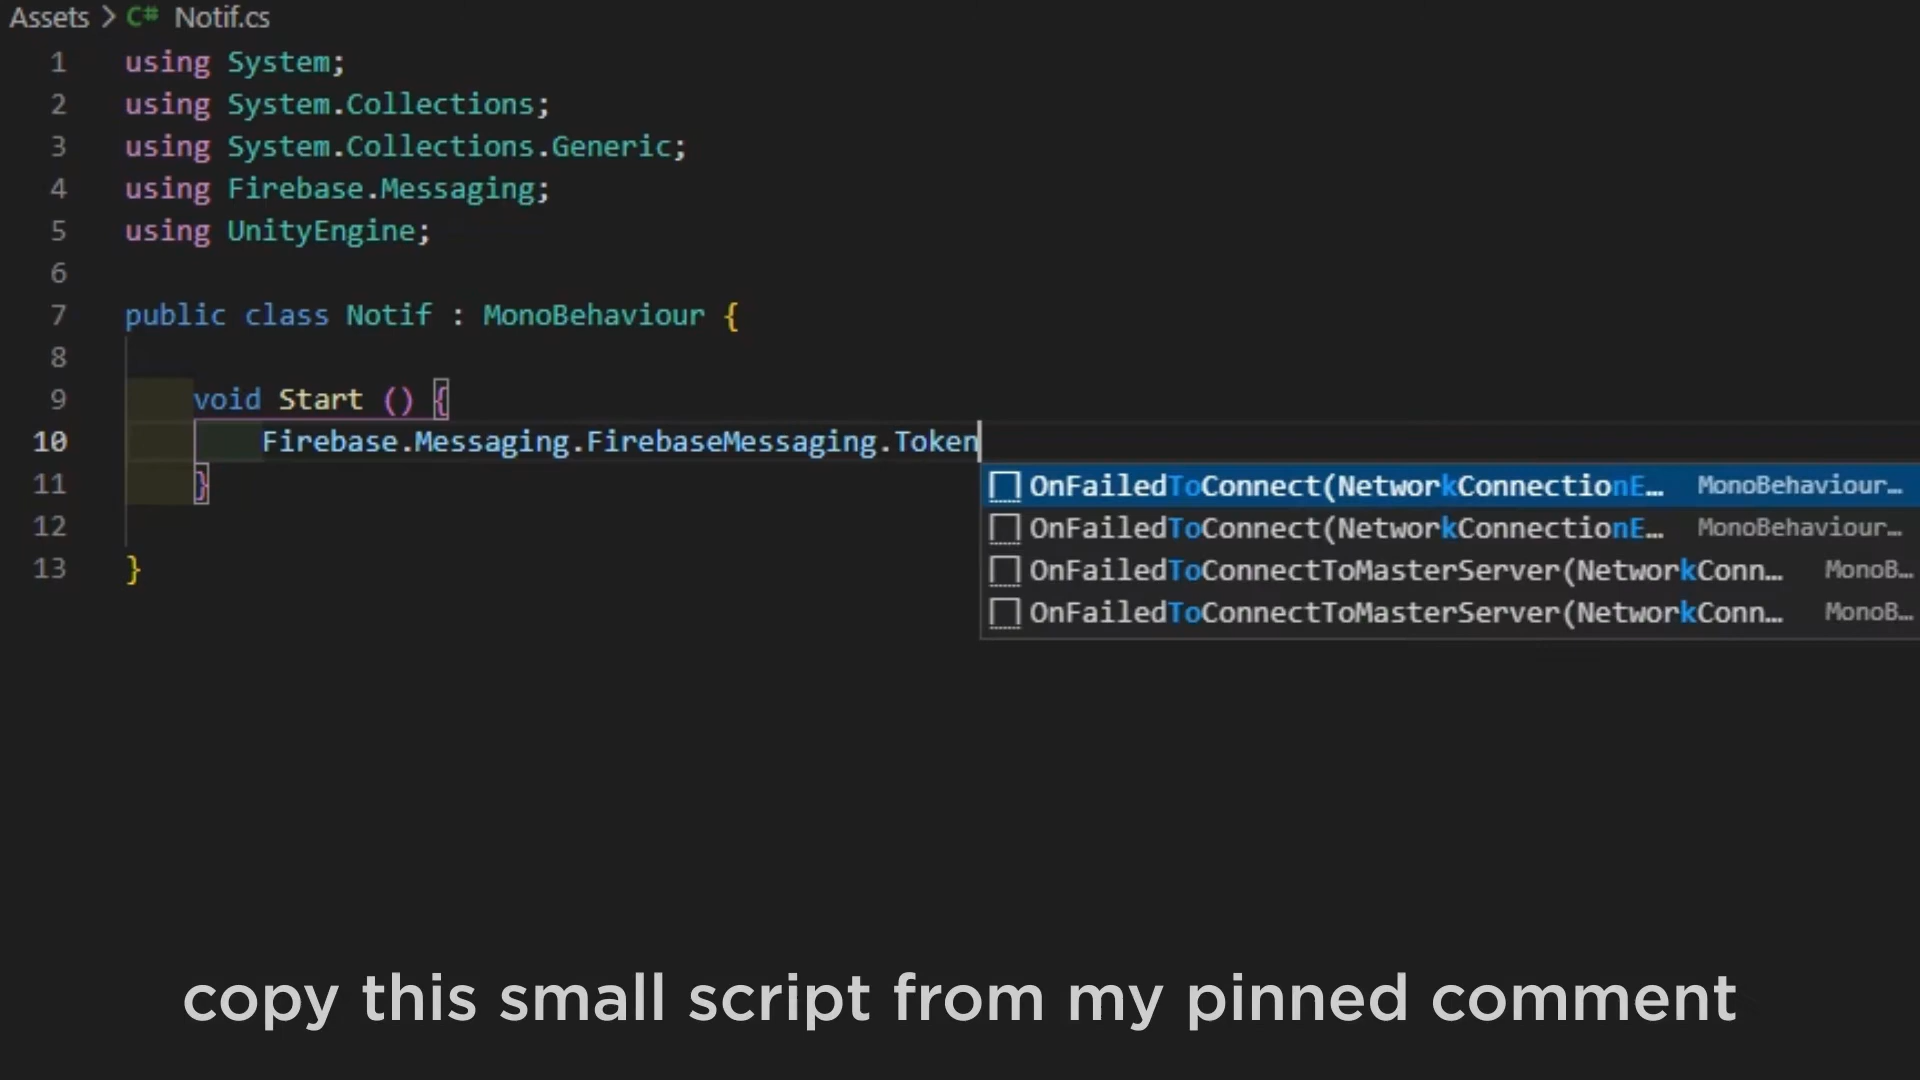 Assets > C# Notif.cs
1 using System;
2 using System.Collections;
3 using System.Collections.Generic;
4 using Firebase.Messaging;
5 using UnityEngine;
6
7 public class Notif : MonoBehaviour {
8
9 void Start () {
10 Firebase.Messaging.FirebaseMessaging.Token
11 }
OnFailedToConnect(NetworkConnectionE… MonoBehaviour…
12
OnFailedToConnect(NetworkConnectionE… MonoBehaviour…
13 }
OnFailedToConnectToMasterServer(NetworkConn… MonoB…
OnFailedToConnectToMasterServer(NetworkConn… MonoB…
copy this small script from my pinned comment